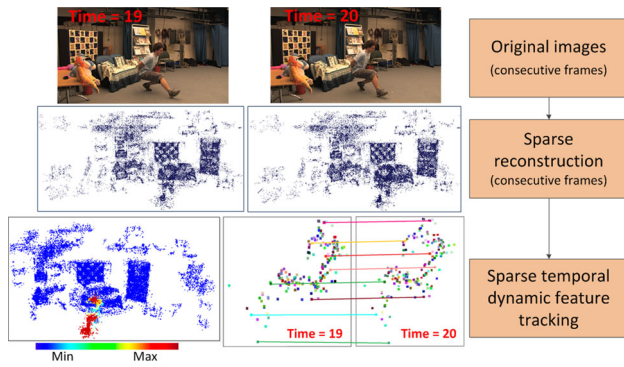 Time = 19
Time = 20
Original images
(consecutive frames)
Sparse
reconstruction
(consecutive frames)
Sparse temporal
dynamic feature
tracking
Time = 19
Time = 20
Min
Max